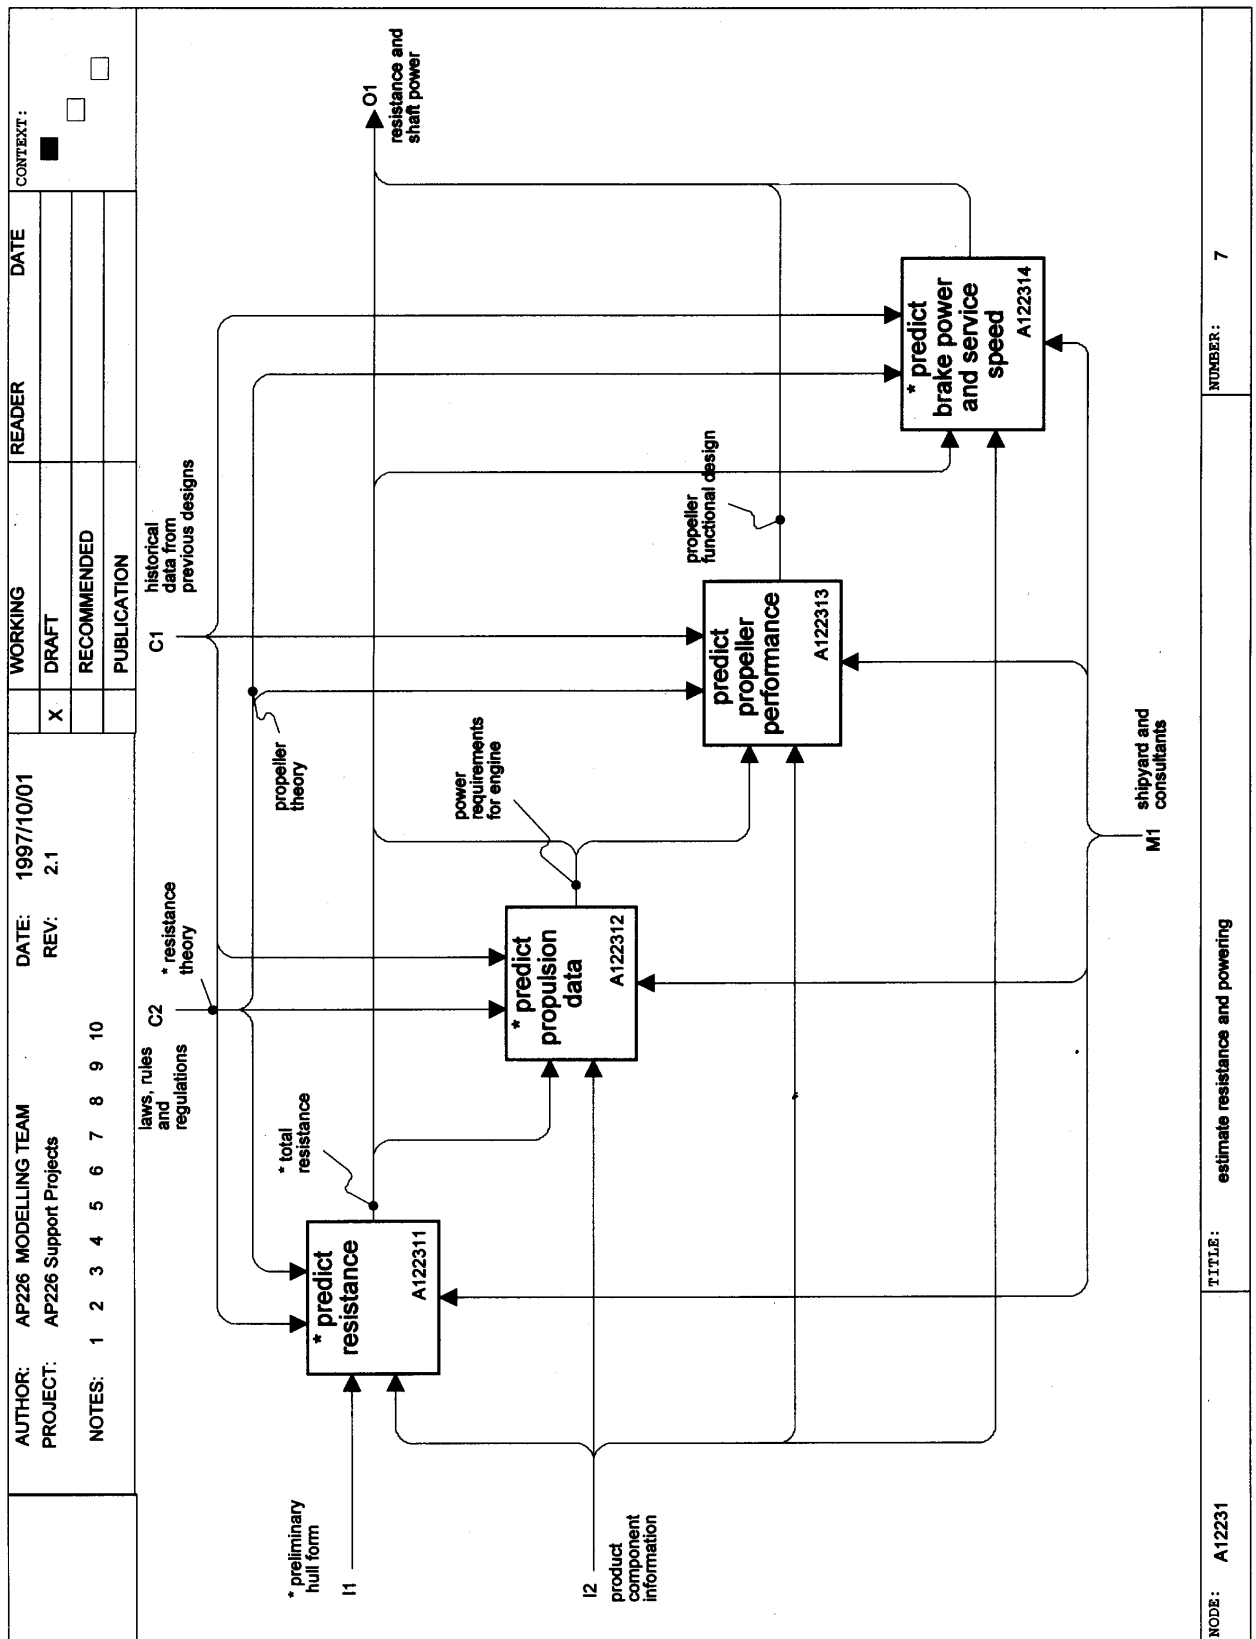 AUTHOR: AP226 MODELLING TEAM
DATE: 1997/10/01
WORKING
READER
DATE
CONTEXT:
PROJECT: AP226 Support Projects
REV: 2.1
X DRAFT
RECOMMENDED
NOTES: 1 2 3 4 5 6 7 8 9 10
PUBLICATION
laws, rules
and
regulations
C2
* resistance
theory
C1
historical
data from
previous designs
propeller
theory
* preliminary
hull form
I1
* predict
resistance
A122311
* total
resistance
O1
resistance and
shaft power
* predict
propulsion
data
A122312
power
requirements
for engine
I2
product
component
information
predict
propeller
performance
A122313
propeller
functional design
* predict
brake power
and service
speed
A122314
M1
shipyard and
consultants
NODE: A12231
TITLE: estimate resistance and powering
NUMBER: 7